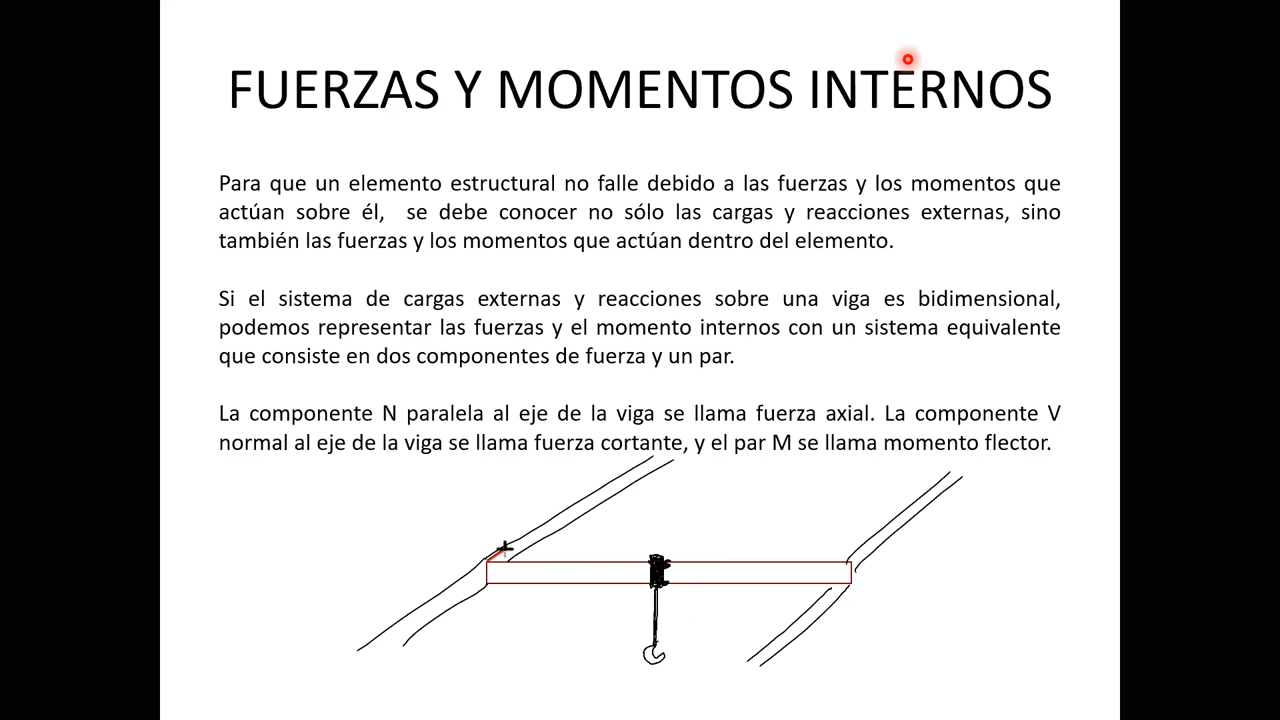 FUERZAS Y MOMENTOS INTERNOS
Para que un elemento estructural no falle debido a las fuerzas y los momentos que
actúan sobre él, se debe conocer no sólo las cargas y reacciones externas, sino
también las fuerzas y los momentos que actúan dentro del elemento.
Si el sistema de cargas externas y reacciones sobre una viga es bidimensional,
podemos representar las fuerzas y el momento internos con un sistema equivalente
que consiste en dos componentes de fuerza y un par.
La componente N paralela al eje de la viga se llama fuerza axial. La componente V
normal al eje de la viga se llama fuerza cortante, y el par M se llama momento flector.